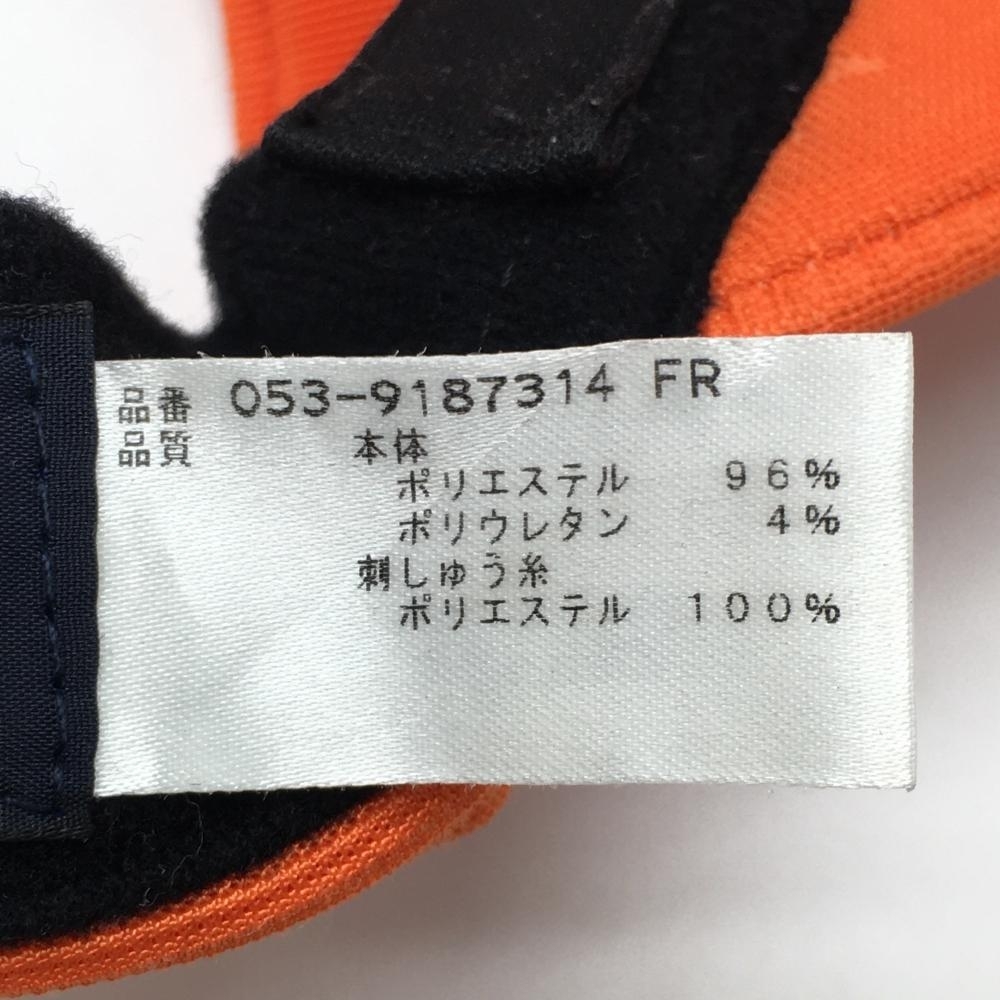 品番 053-9187314 FR
品質 本体
ポリエステル 96%
ポリウレタン 4%
刺しゅう糸
ポリエステル 100%